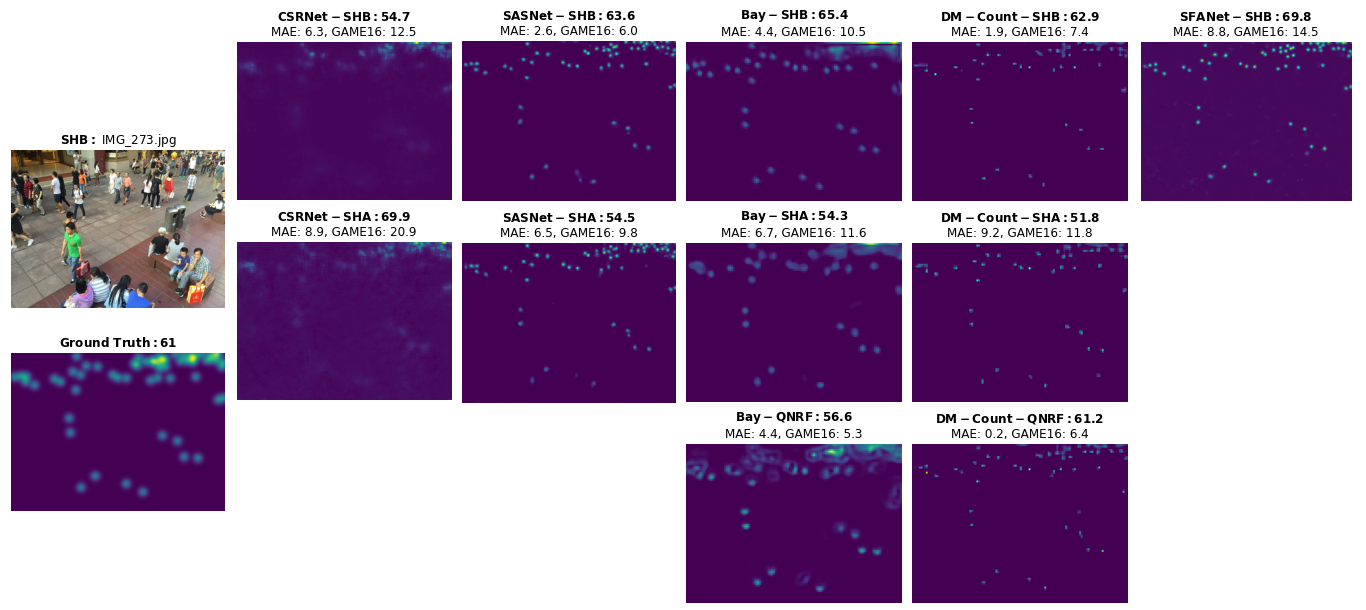 CSRNet − SHB : 54.7
MAE: 6.3, GAME16: 12.5
SASNet − SHB : 63.6
MAE: 2.6, GAME16: 6.0
Bay − SHB : 65.4
MAE: 4.4, GAME16: 10.5
DM − Count − SHB : 62.9
MAE: 1.9, GAME16: 7.4
SFANet − SHB : 69.8
MAE: 8.8, GAME16: 14.5
SHB : IMG_273.jpg
CSRNet − SHA : 69.9
MAE: 8.9, GAME16: 20.9
SASNet − SHA : 54.5
MAE: 6.5, GAME16: 9.8
Bay − SHA : 54.3
MAE: 6.7, GAME16: 11.6
DM − Count − SHA : 51.8
MAE: 9.2, GAME16: 11.8
Ground Truth : 61
Bay − QNRF : 56.6
MAE: 4.4, GAME16: 5.3
DM − Count − QNRF : 61.2
MAE: 0.2, GAME16: 6.4